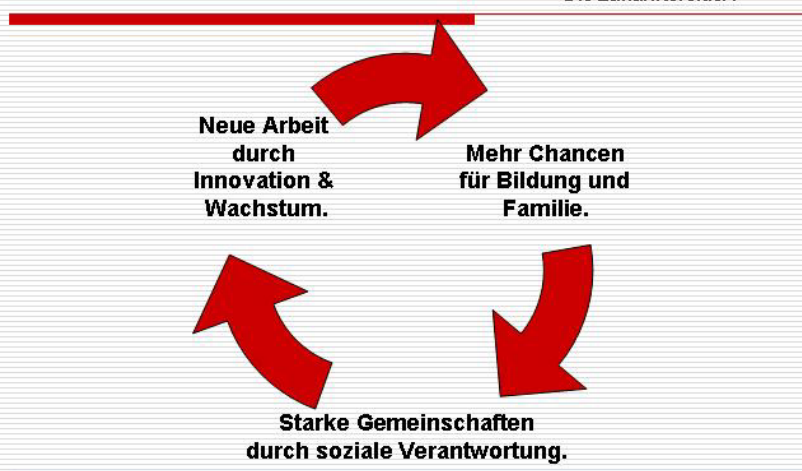 Neue Arbeit
durch
Innovation &
Wachstum.
Mehr Chancen
für Bildung und
Familie.
Starke Gemeinschaften
durch soziale Verantwortung.